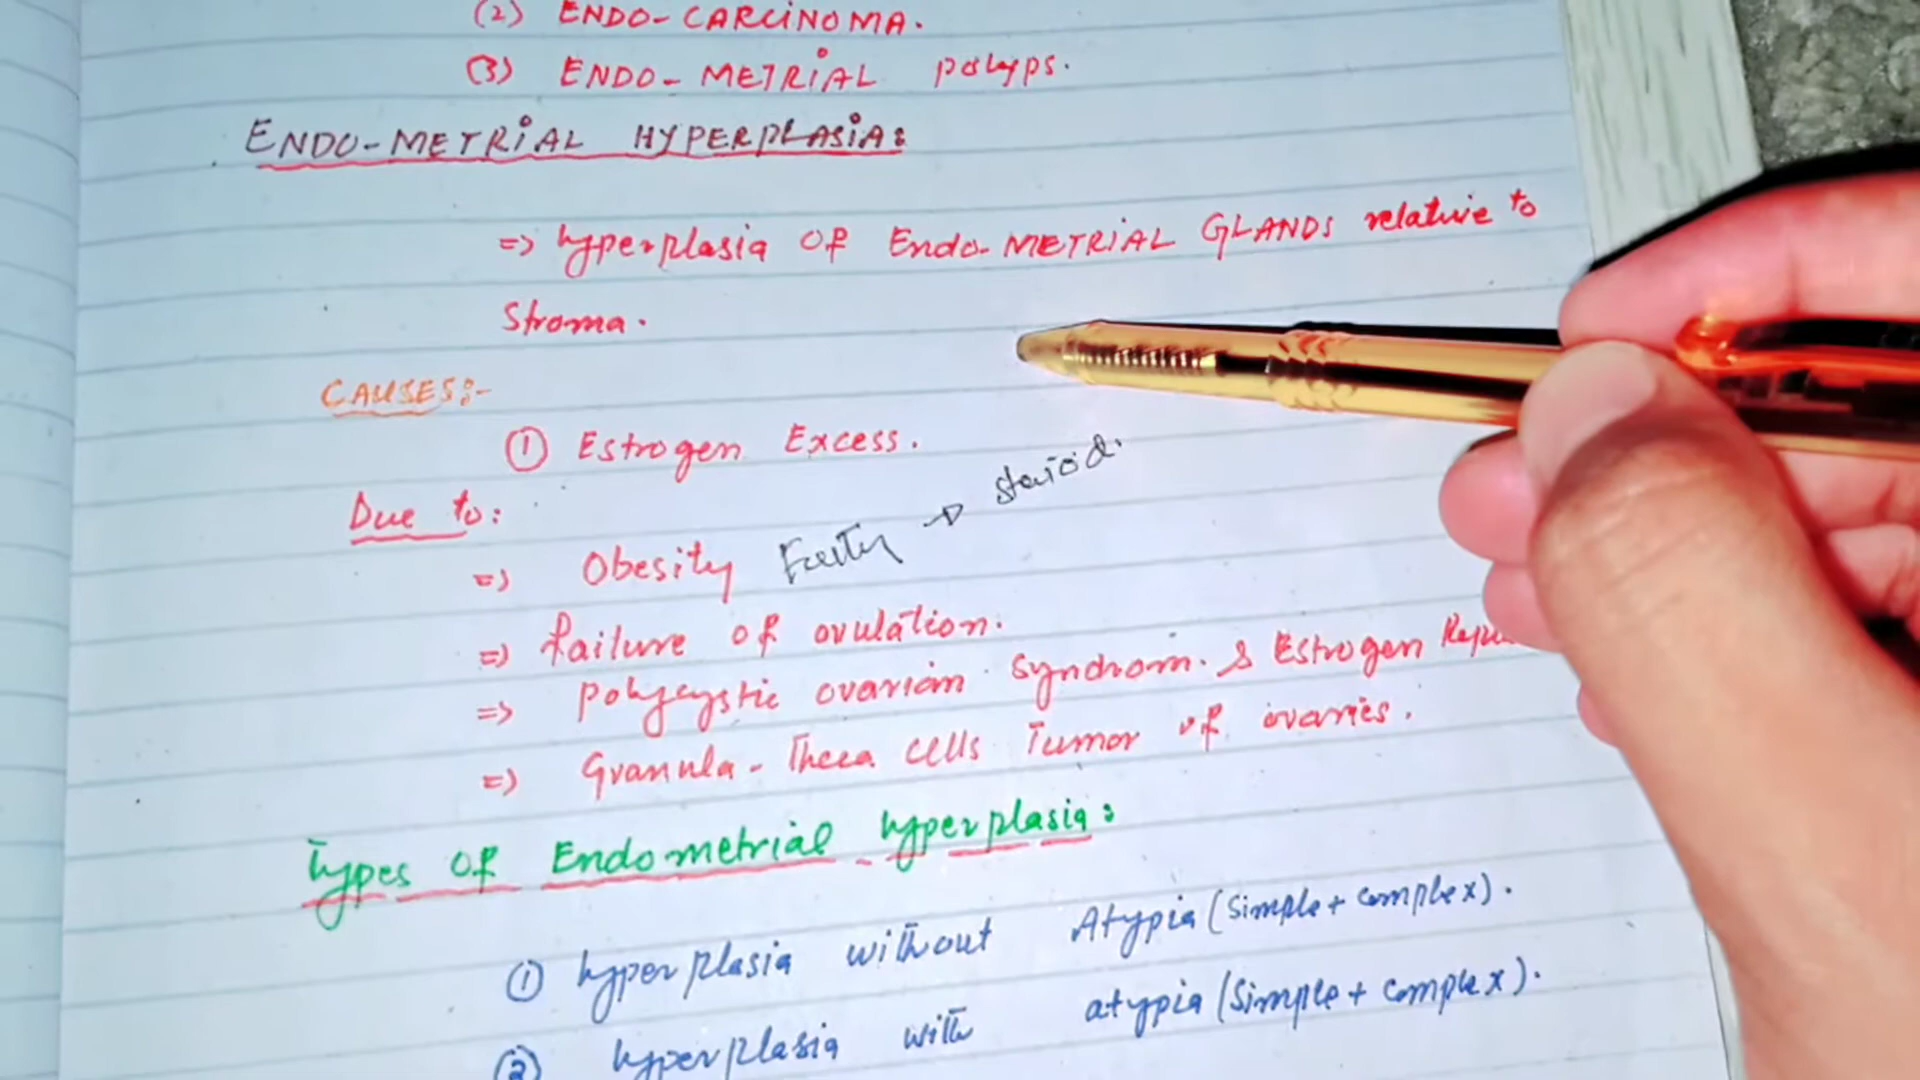 (2) ENDO-CARCINOMA.
(3) ENDO-METRIAL polyps.
ENDO-METRIAL HYPERPLASIA:
=> hyperplasia OF Endo-METRIAL GLANDS relative to
Stroma.
CAUSES:-
① Estrogen Excess.
Due to:
=> Obesity → steriod.
=> failure of ovulation.
=> polycystic ovarian syndrom. & Estrogen
=> Granula-Theca cells Tumor of ovaries.
Types of Endometrial hyperplasia:
① hyperplasia without Atypia (Simple + complex).
② hyperplasia with atypia (Simple + complex).